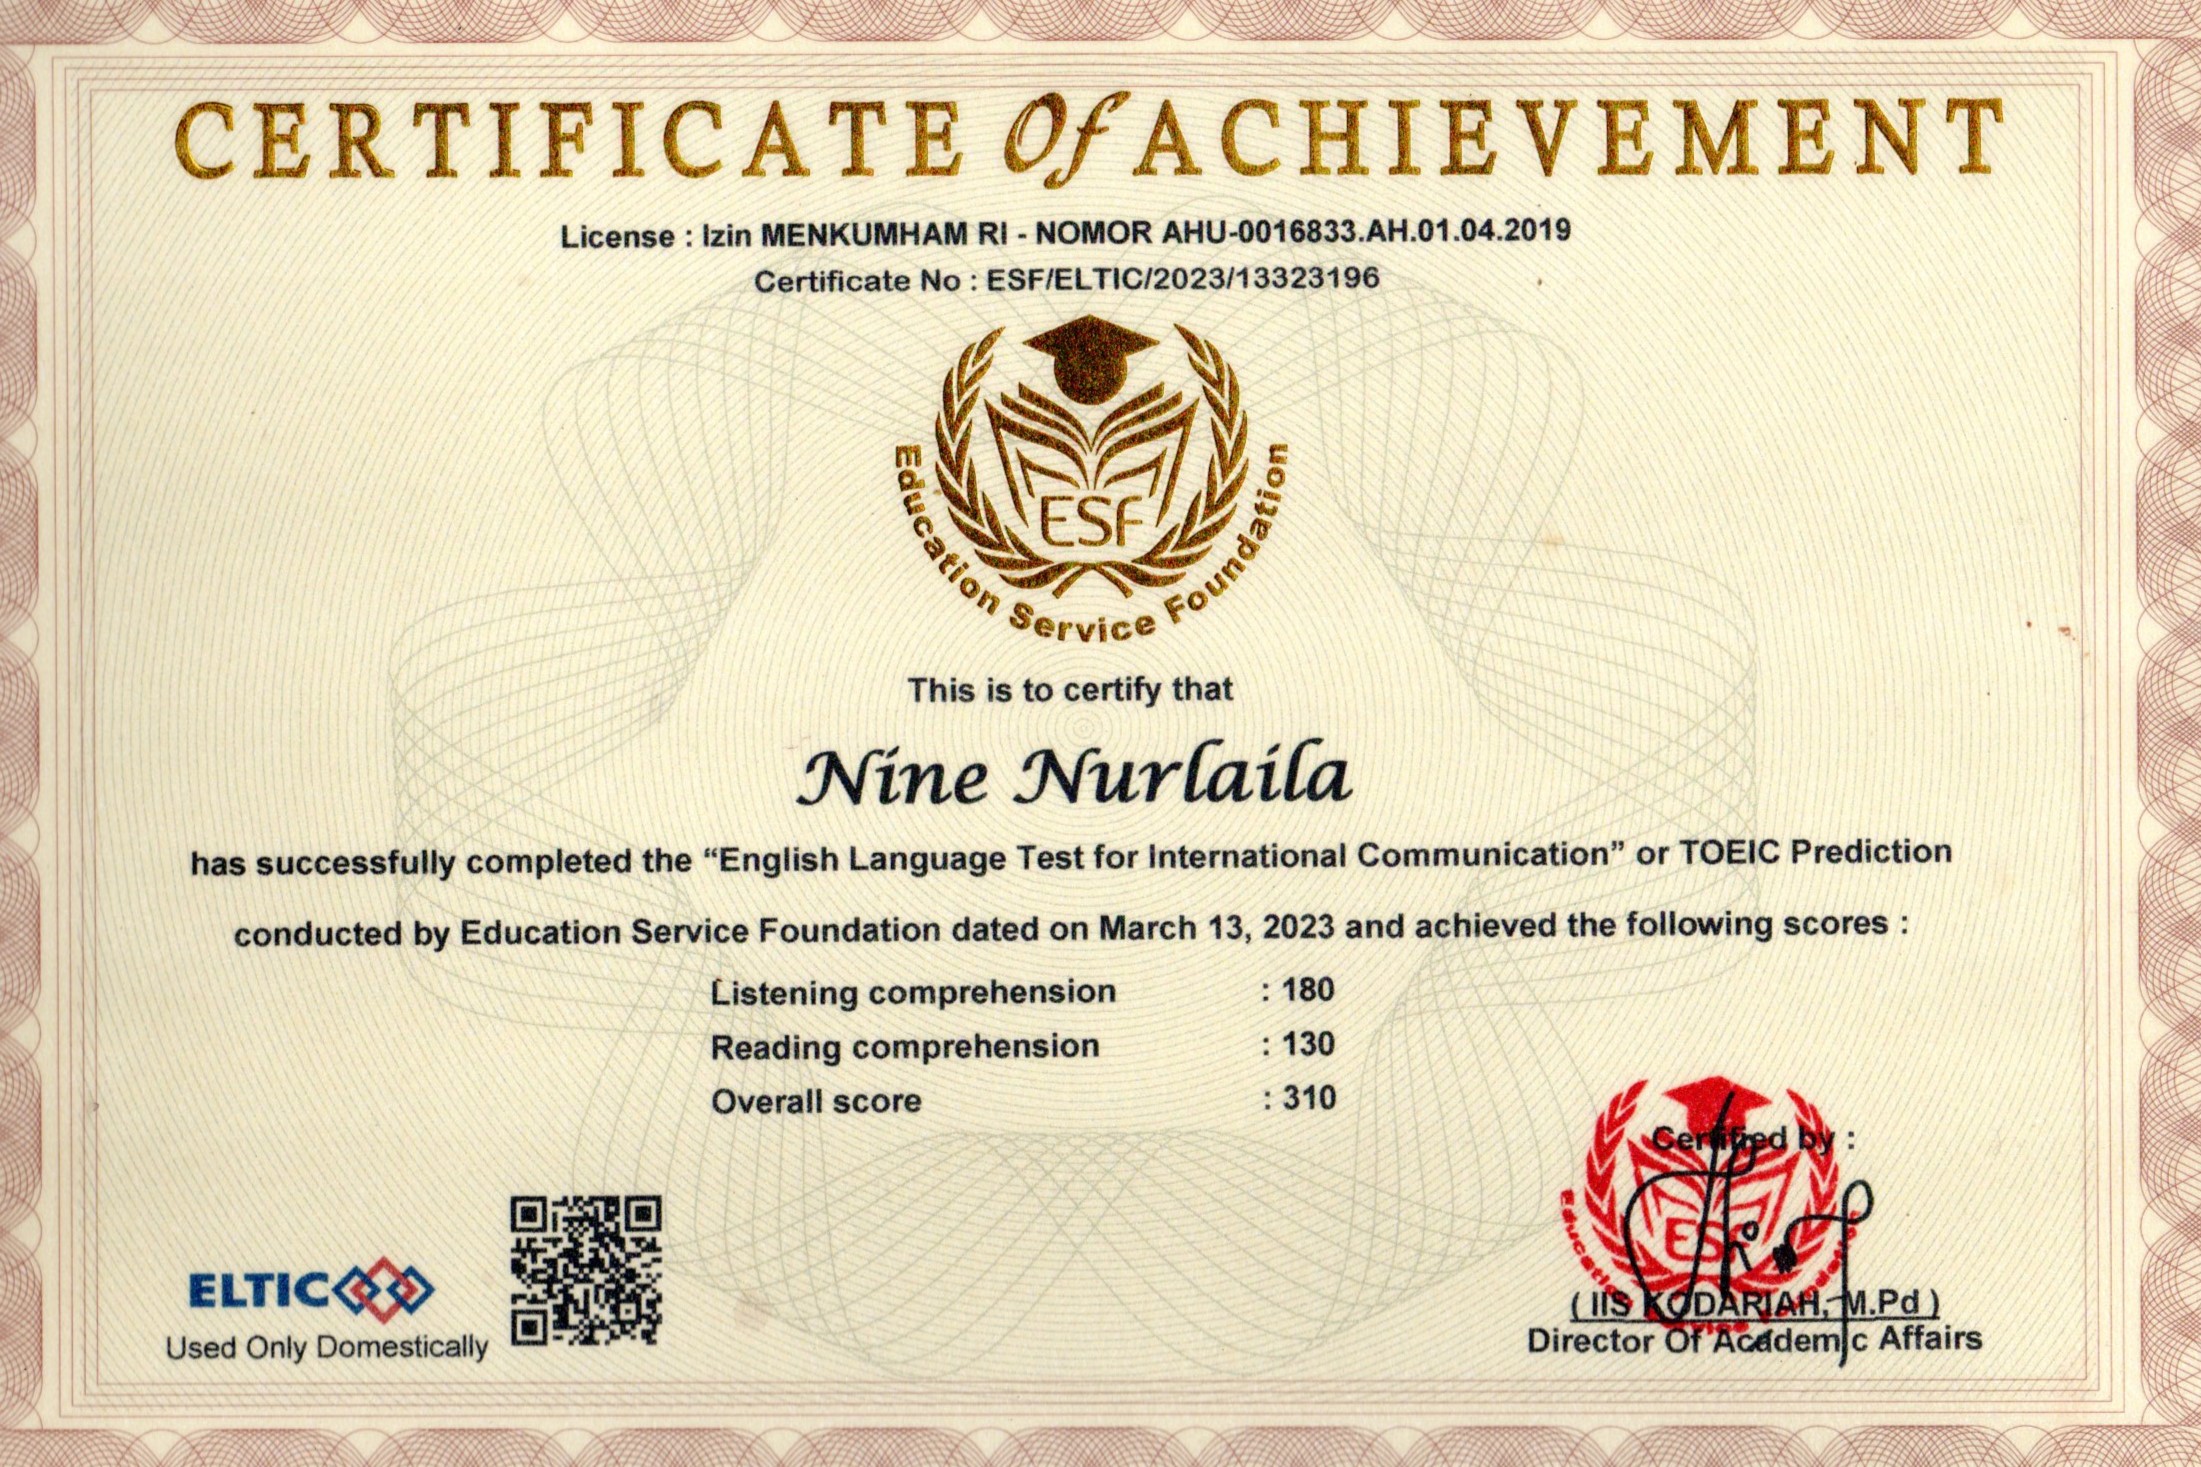 CERTIFICATE Of ACHIEVEMENT
License : Izin MENKUMHAM RI - NOMOR AHU-0016833.AH.01.04.2019
Certificate No : ESF/ELTIC/2023/13323196
ESF
Education Service Foundation
This is to certify that
Nine Nurlaila
has successfully completed the “English Language Test for International Communication” or TOEIC Prediction
conducted by Education Service Foundation dated on March 13, 2023 and achieved the following scores :
Listening comprehension : 180
Reading comprehension : 130
Overall score : 310
Certified by :
ESF
( IIS KODARIAH, M.Pd )
Director Of Academic Affairs
ELTIC
Used Only Domestically